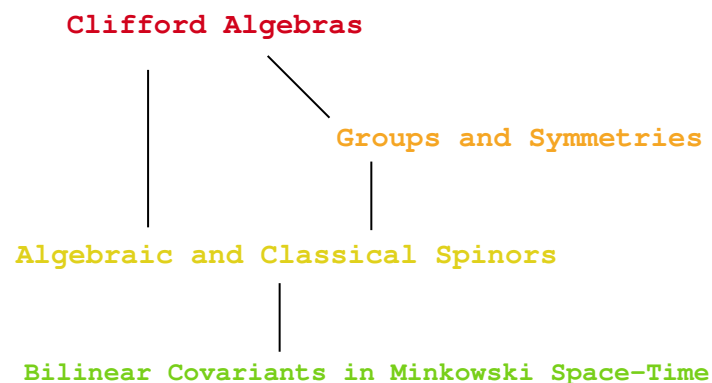 Clifford Algebras
Groups and Symmetries
Algebraic and Classical Spinors
Bilinear Covariants in Minkowski Space-Time